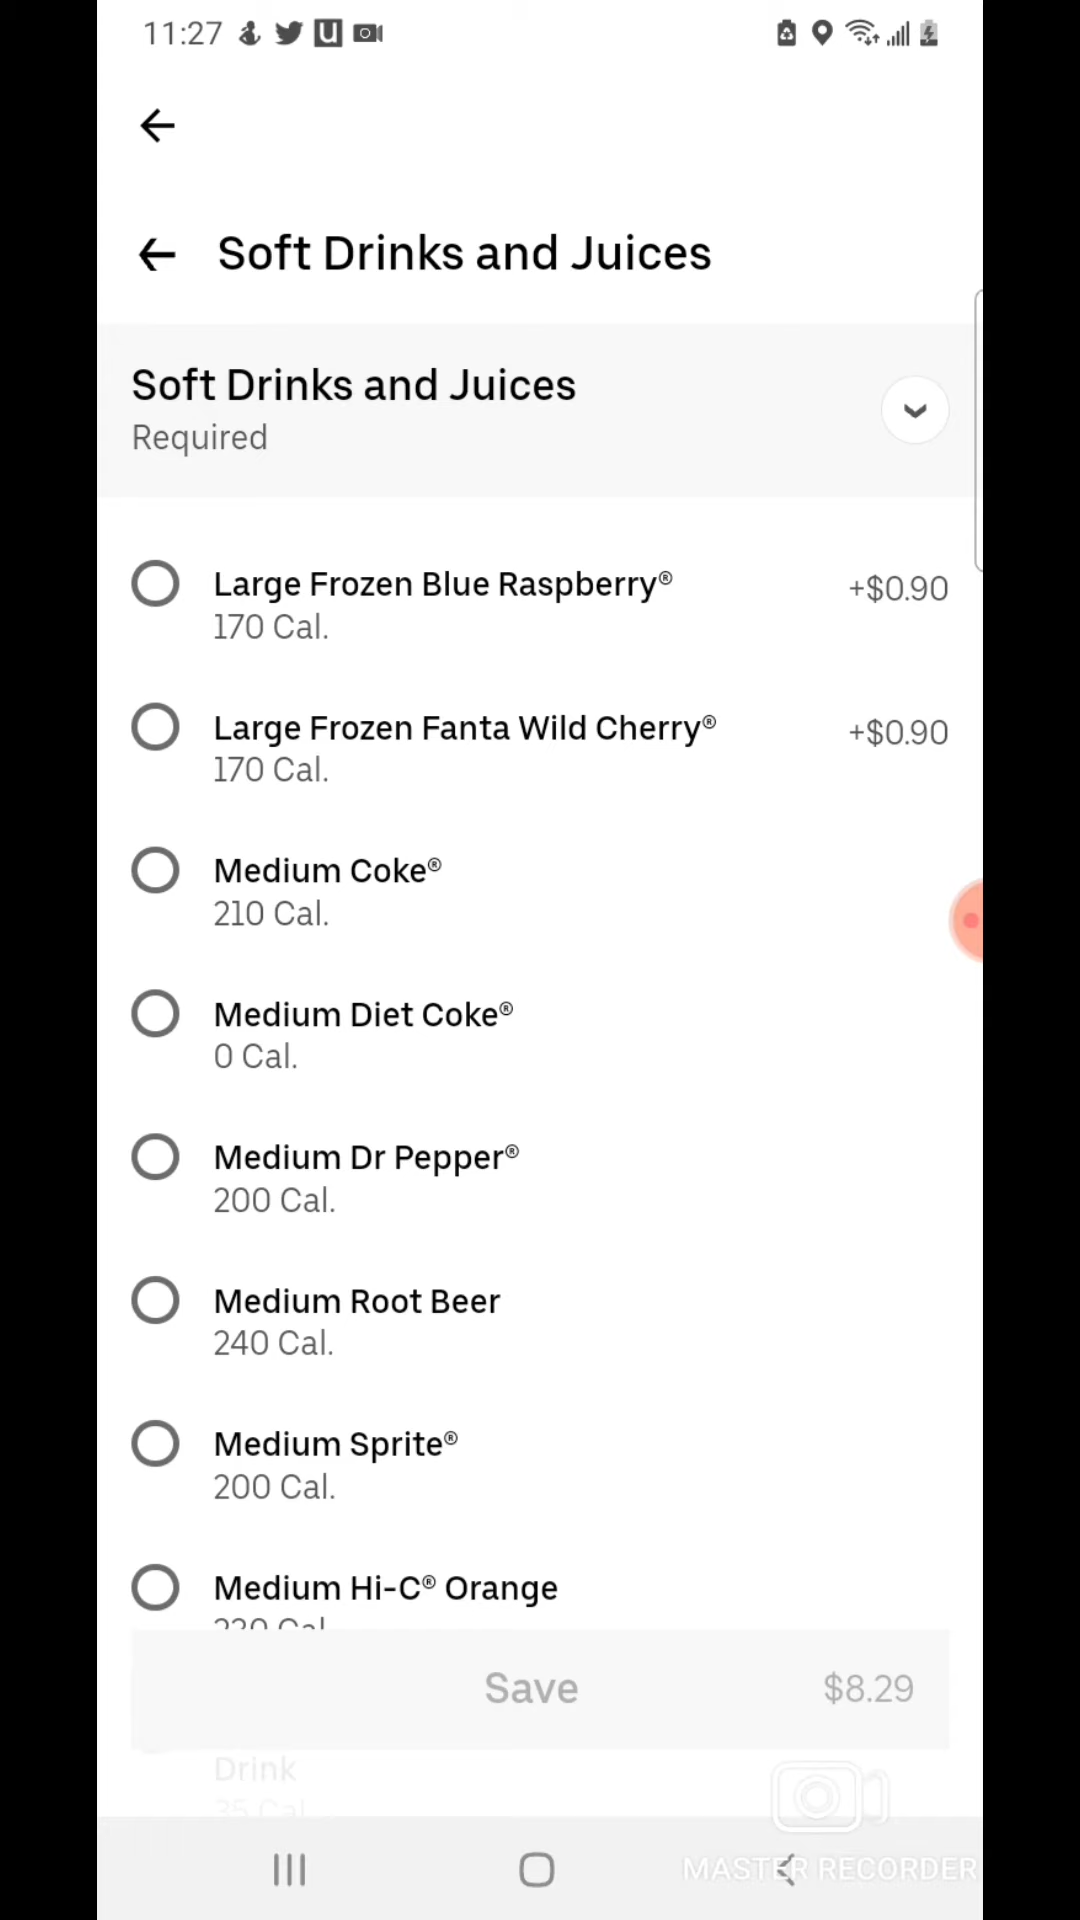 11:27
Soft Drinks and Juices
Soft Drinks and Juices
Required
Large Frozen Blue Raspberry® +$0.90
170 Cal.
Large Frozen Fanta Wild Cherry® +$0.90
170 Cal.
Medium Coke®
210 Cal.
Medium Diet Coke®
0 Cal.
Medium Dr Pepper®
200 Cal.
Medium Root Beer
240 Cal.
Medium Sprite®
200 Cal.
Medium Hi-C® Orange
Cal.
Save $8.29
Drink
35 Cal.
MASTER RECORDER